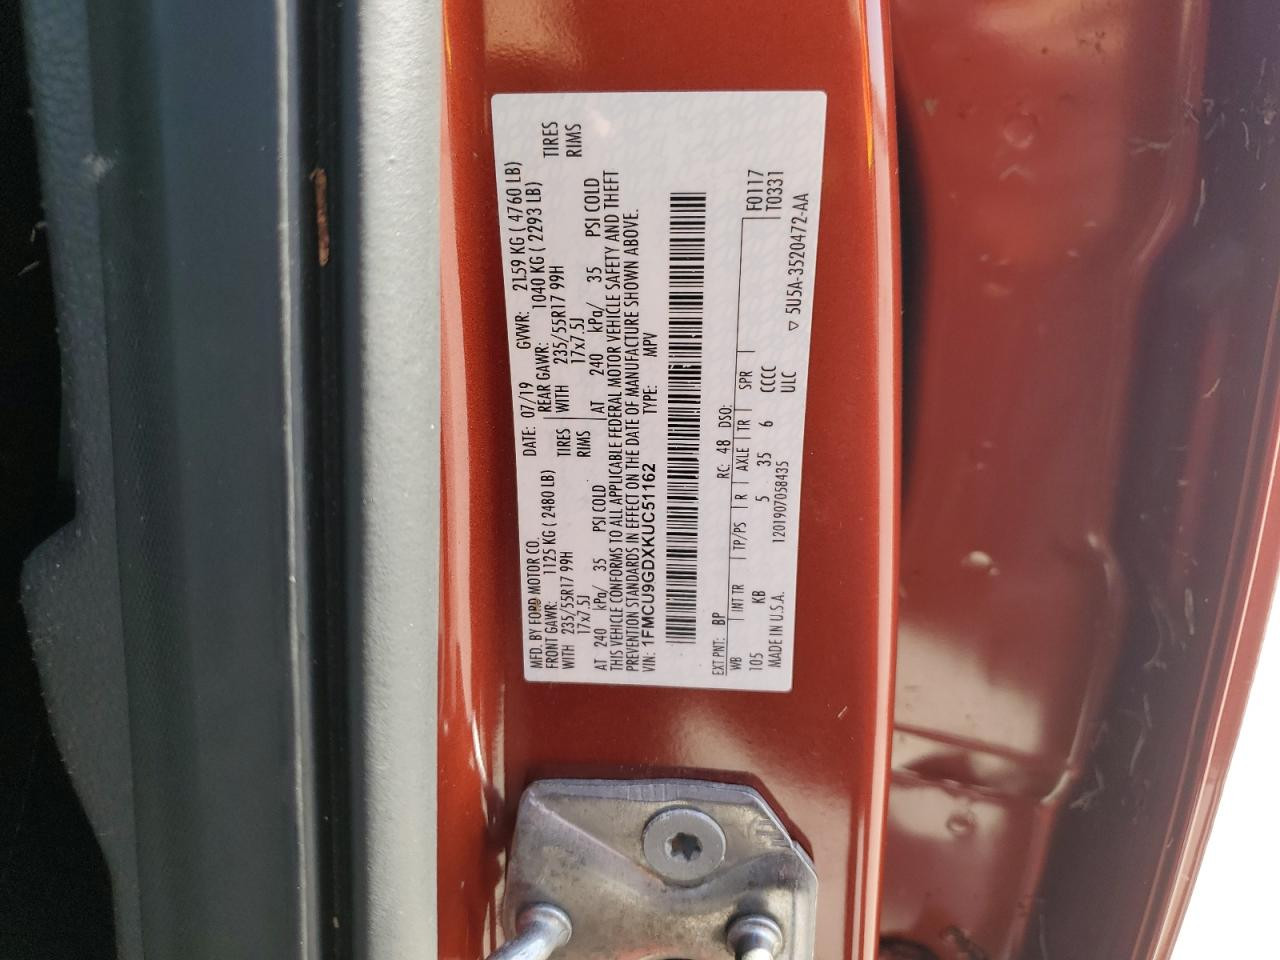 MFD. BY FORD MOTOR CO. DATE: 07/19 GVWR: 2159 KG ( 4760 LB)
FRONT GAWR: 1125 KG ( 2480 LB) REAR GAWR: 1040 KG ( 2293 LB)
WITH 235/55R17 99H TIRES WITH 235/55R17 99H TIRES
17x7.5J RIMS 17x7.5J RIMS
AT 240 kPa/ 35 PSI COLD AT 240 kPa/ 35 PSI COLD
THIS VEHICLE CONFORMS TO ALL APPLICABLE FEDERAL MOTOR VEHICLE SAFETY AND THEFT
PREVENTION STANDARDS IN EFFECT ON THE DATE OF MANUFACTURE SHOWN ABOVE.
VIN: 1FMCU9GDXKUC51162 TYPE: MPV
EXT PNT: BP RC: 48 DSO:
WB INT TR TP/PS R AXLE TR SPR F0117
105 KB 5 35 6 CCCC T0331
MADE IN U.S.A. 1201907058435 ULC
▽ 5U5A-3520472-AA